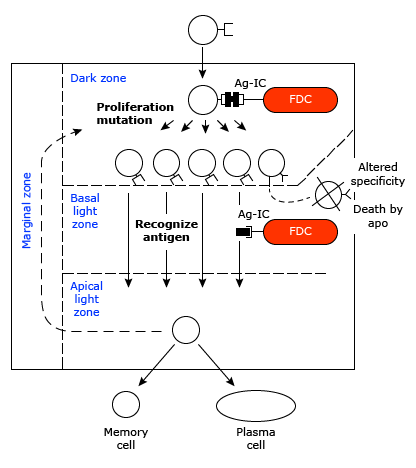 Dark zone
Ag-IC
FDC
Proliferation
mutation
Altered
specificity
Death by
apo
Marginal zone
Basal
light
zone
Recognize
antigen
Ag-IC
FDC
Apical
light
zone
Memory
cell
Plasma
cell